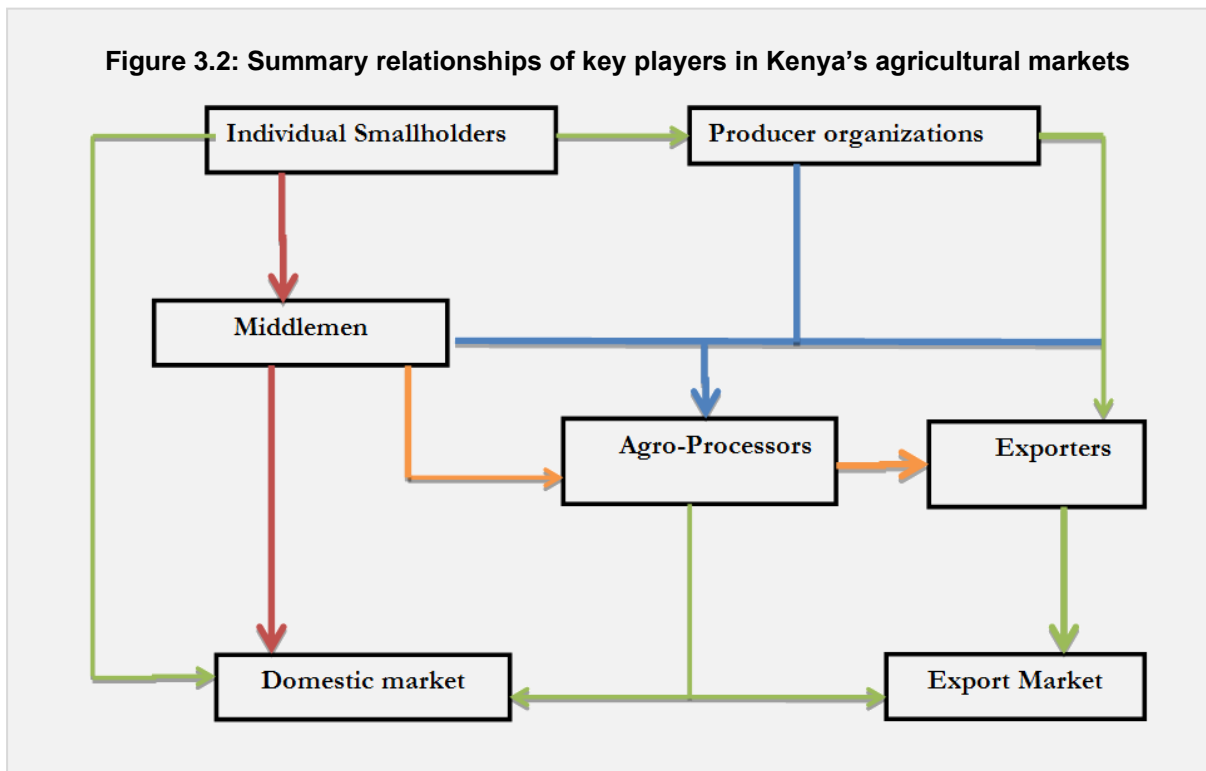 Figure 3.2: Summary relationships of key players in Kenya’s agricultural markets
Individual Smallholders
Producer organizations
Middlemen
Agro-Processors
Exporters
Domestic market
Export Market